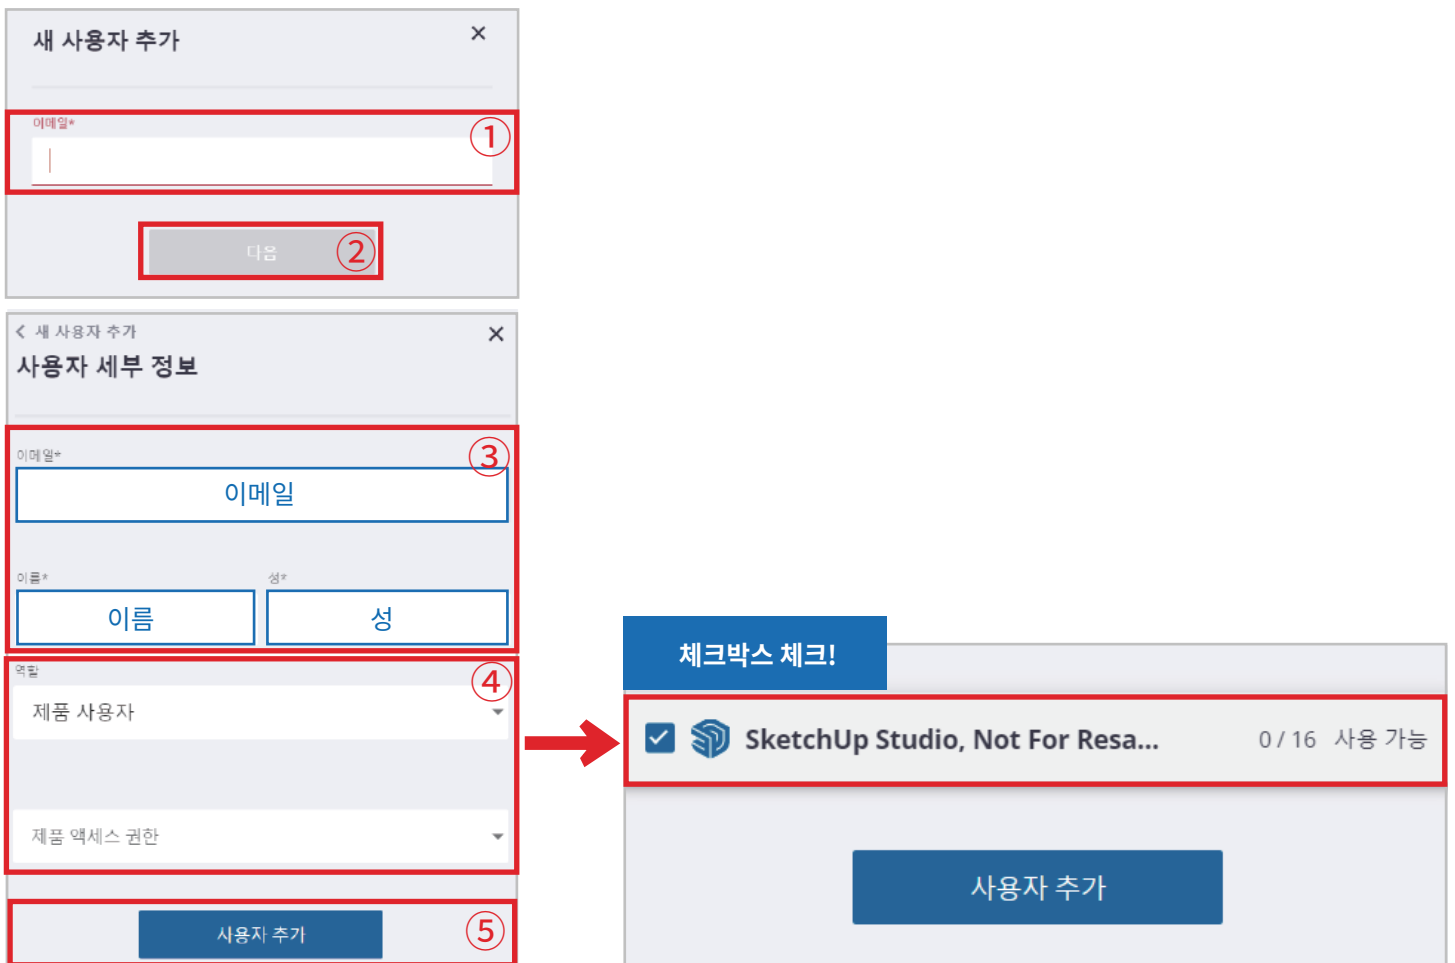 새 사용자 추가
이메일*
①
다음
②
새 사용자 추가
사용자 세부 정보
③
이메일*
이메일
이름*
성*
이름
성
역할
④
제품 사용자
제품 액세스 권한
사용자 추가
⑤
체크박스 체크!
SketchUp Studio, Not For Resa...
0 / 16 사용 가능
사용자 추가